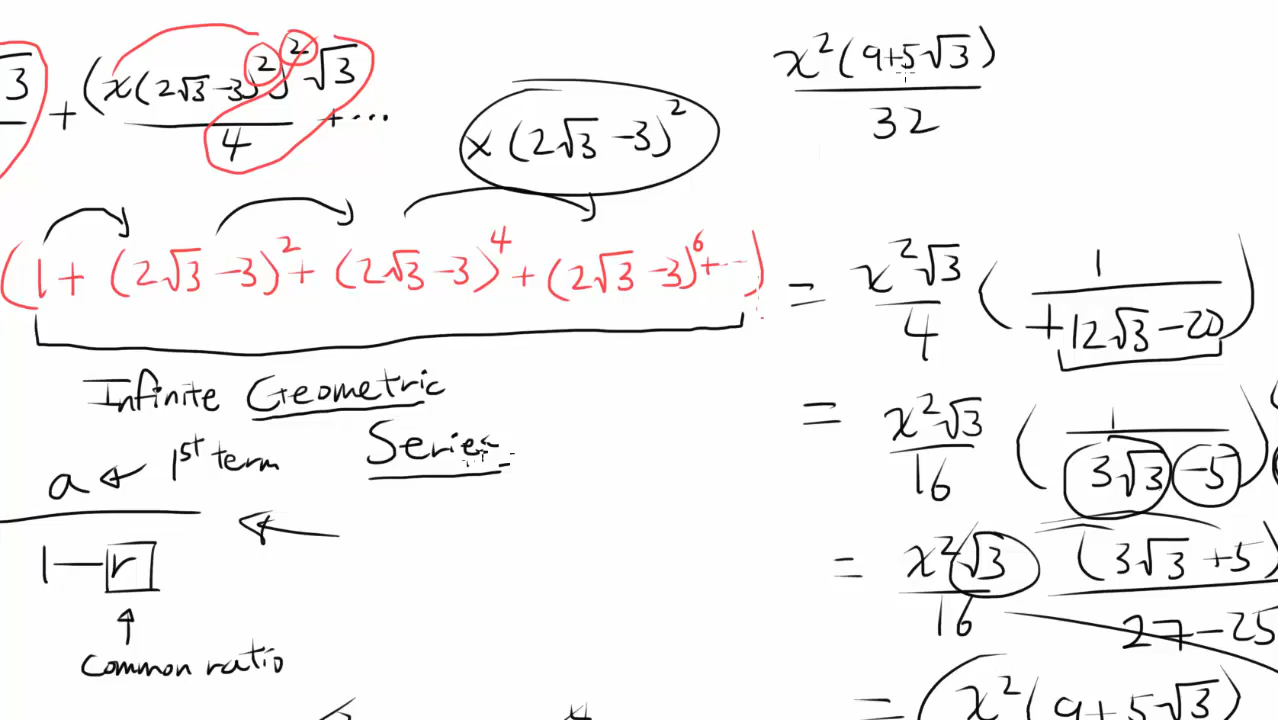 √3 + (x(2√3-3)²)²√3 / 4 + ...
x(2√3-3)²
x²(9+5√3) / 32
(1 + (2√3-3)² + (2√3-3)⁴ + (2√3-3)⁶ + ...)
= x²√3 / 4 ( 1 / +12√3-20 )
Infinite Geometric
Series
= x²√3 / 16 ( 1 / 3√3-5 )
a ← 1st term
1-r
= x²√3 / 16 (3√3+5) / 27-25
↑
common ratio
= x²(9+5√3)